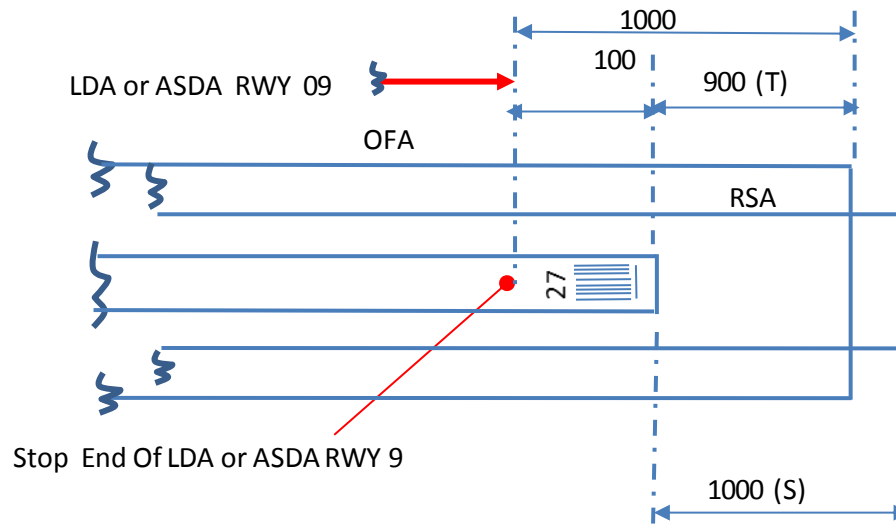 1000
100
LDA or ASDA RWY 09
900 (T)
OFA
RSA
27
Stop End Of LDA or ASDA RWY 9
1000 (S)